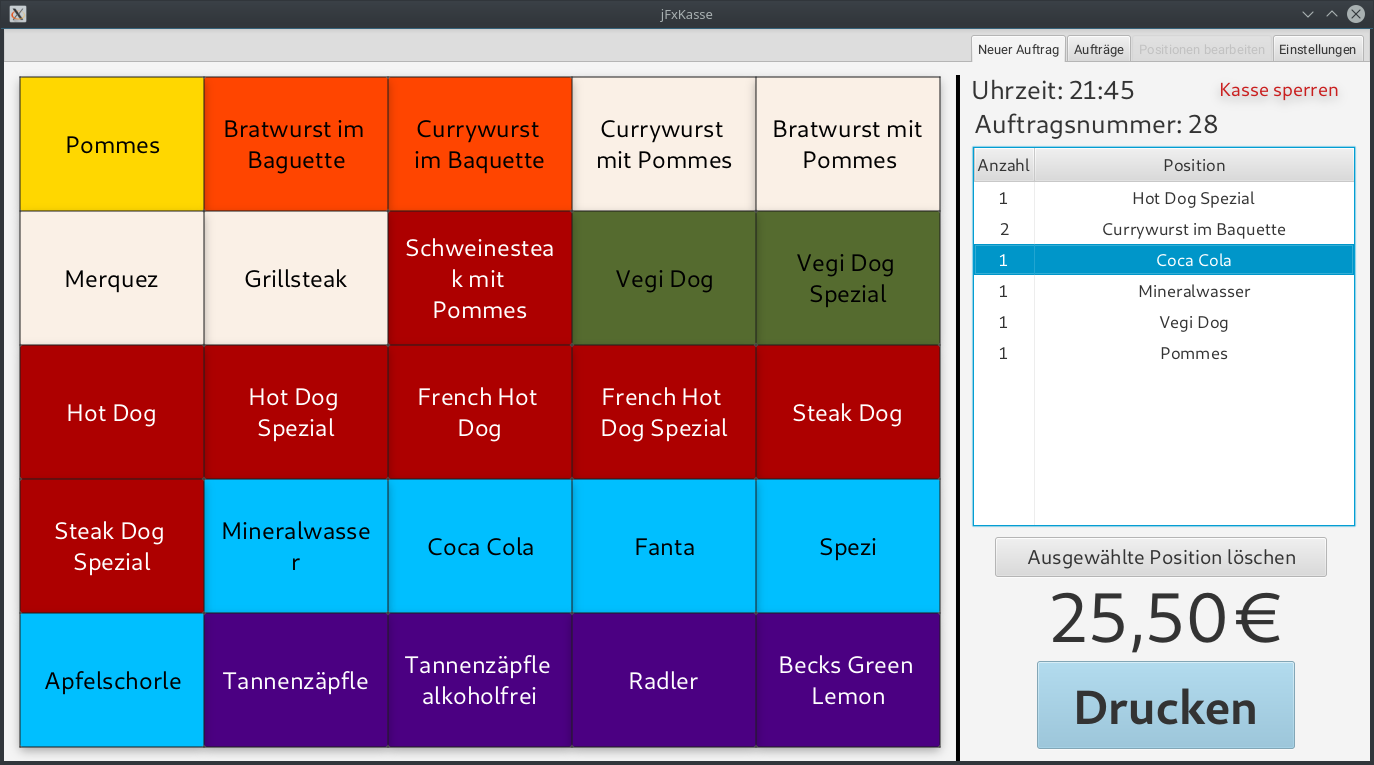 jFxKasse
Neuer Auftrag Aufträge Positionen bearbeiten Einstellungen
Pommes
Bratwurst im
Baguette
Currywurst
im Baquette
Currywurst
mit Pommes
Bratwurst mit
Pommes
Merquez
Grillsteak
Schweinestea
k mit
Pommes
Vegi Dog
Vegi Dog
Spezial
Hot Dog
Hot Dog
Spezial
French Hot
Dog
French Hot
Dog Spezial
Steak Dog
Steak Dog
Spezial
Mineralwasse
r
Coca Cola
Fanta
Spezi
Apfelschorle
Tannenzäpfle
Tannenzäpfle
alkoholfrei
Radler
Becks Green
Lemon
Uhrzeit: 21:45 Kasse sperren
Auftragsnummer: 28
Anzahl Position
1 Hot Dog Spezial
2 Currywurst im Baquette
1 Coca Cola
1 Mineralwasser
1 Vegi Dog
1 Pommes
Ausgewählte Position löschen
25,50€
Drucken